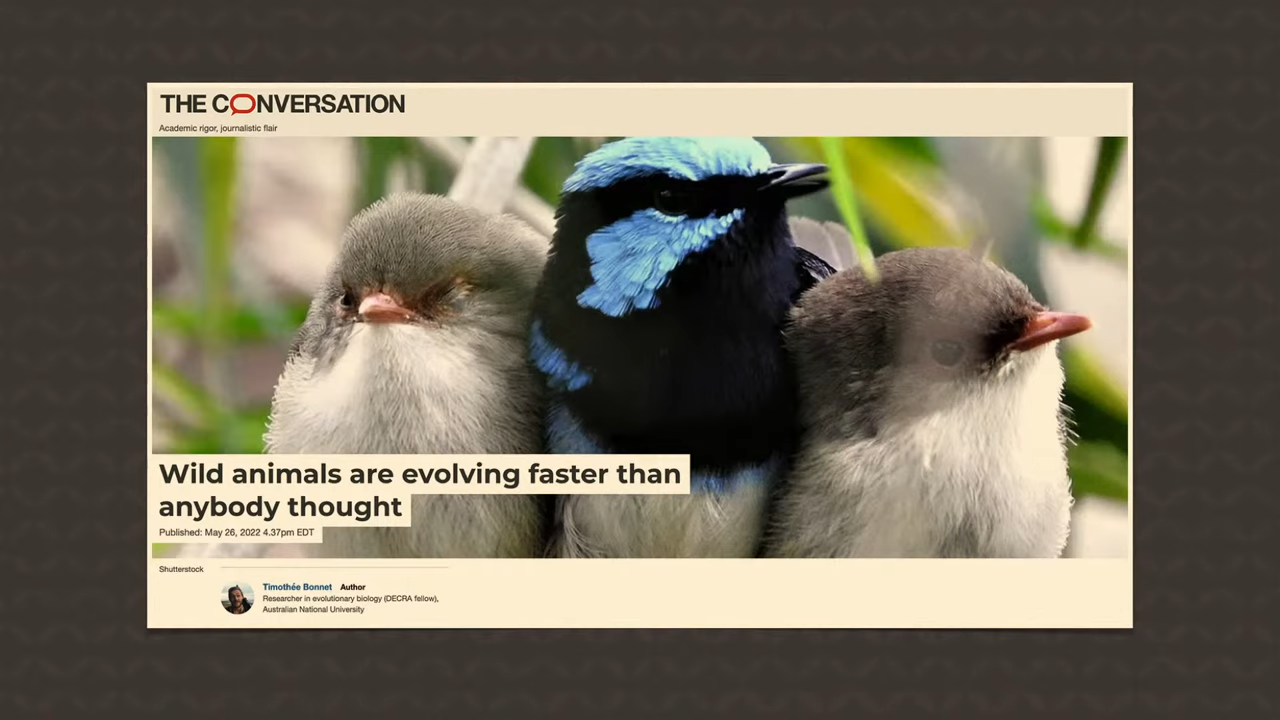 THE CONVERSATION
Academic rigor, journalistic flair
Wild animals are evolving faster than
anybody thought
Published: May 26, 2022 4.37pm EDT
Shutterstock
Timothée Bonnet Author
Researcher in evolutionary biology (DECRA fellow),
Australian National University